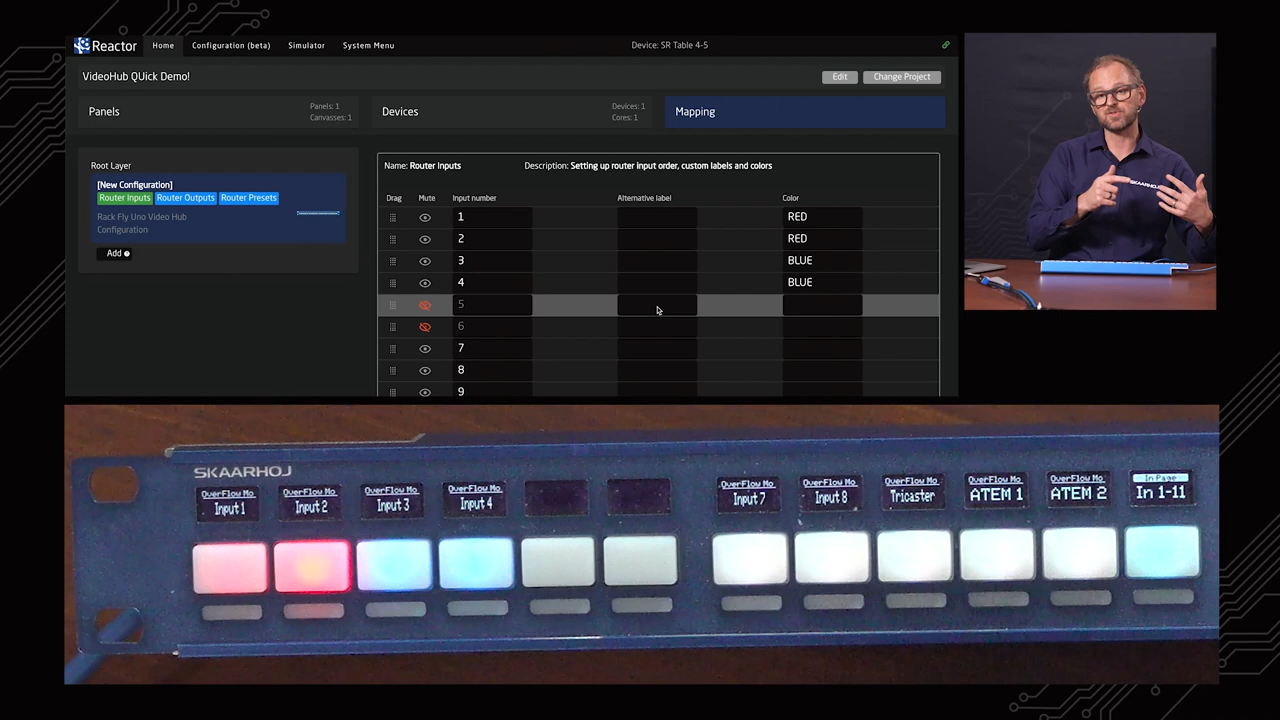 Reactor
Home
Configuration (beta)
Simulator
System Menu
Device: SR Table 4-5
VideoHub QUick Demo!
Edit
Change Project
Panels
Panels: 1
Canvasses: 1
Devices
Devices: 1
Cores: 1
Mapping
Root Layer
[New Configuration]
Router Inputs
Router Outputs
Router Presets
Rack Fly Uno Video Hub
Configuration
Add
Name: Router Inputs
Description: Setting up router input order, custom labels and colors
Drag
Mute
Input number
Alternative label
Color
1
RED
2
RED
3
BLUE
4
BLUE
5
6
7
8
9
SKAARHOJ
SKAARHOJ
OverFlow Mo
Input 1
OverFlow Mo
Input 2
OverFlow Mo
Input 3
OverFlow Mo
Input 4
OverFlow Mo
Input 7
OverFlow Mo
Input 8
OverFlow Mo
Tricaster
OverFlow Mo
ATEM 1
OverFlow Mo
ATEM 2
In Page
In 1-11